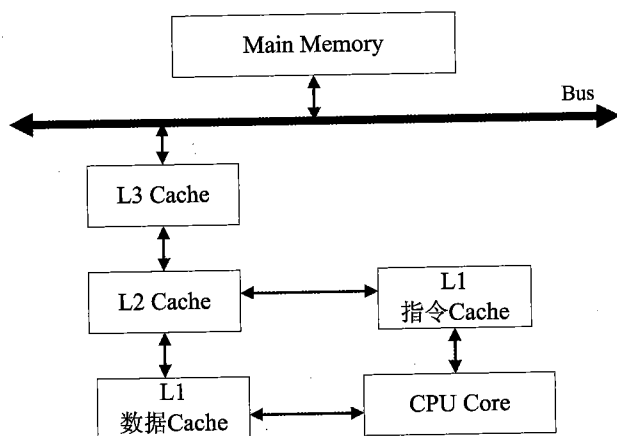 Main Memory
Bus
L3 Cache
L2 Cache
L1
指令Cache
L1
数据Cache
CPU Core